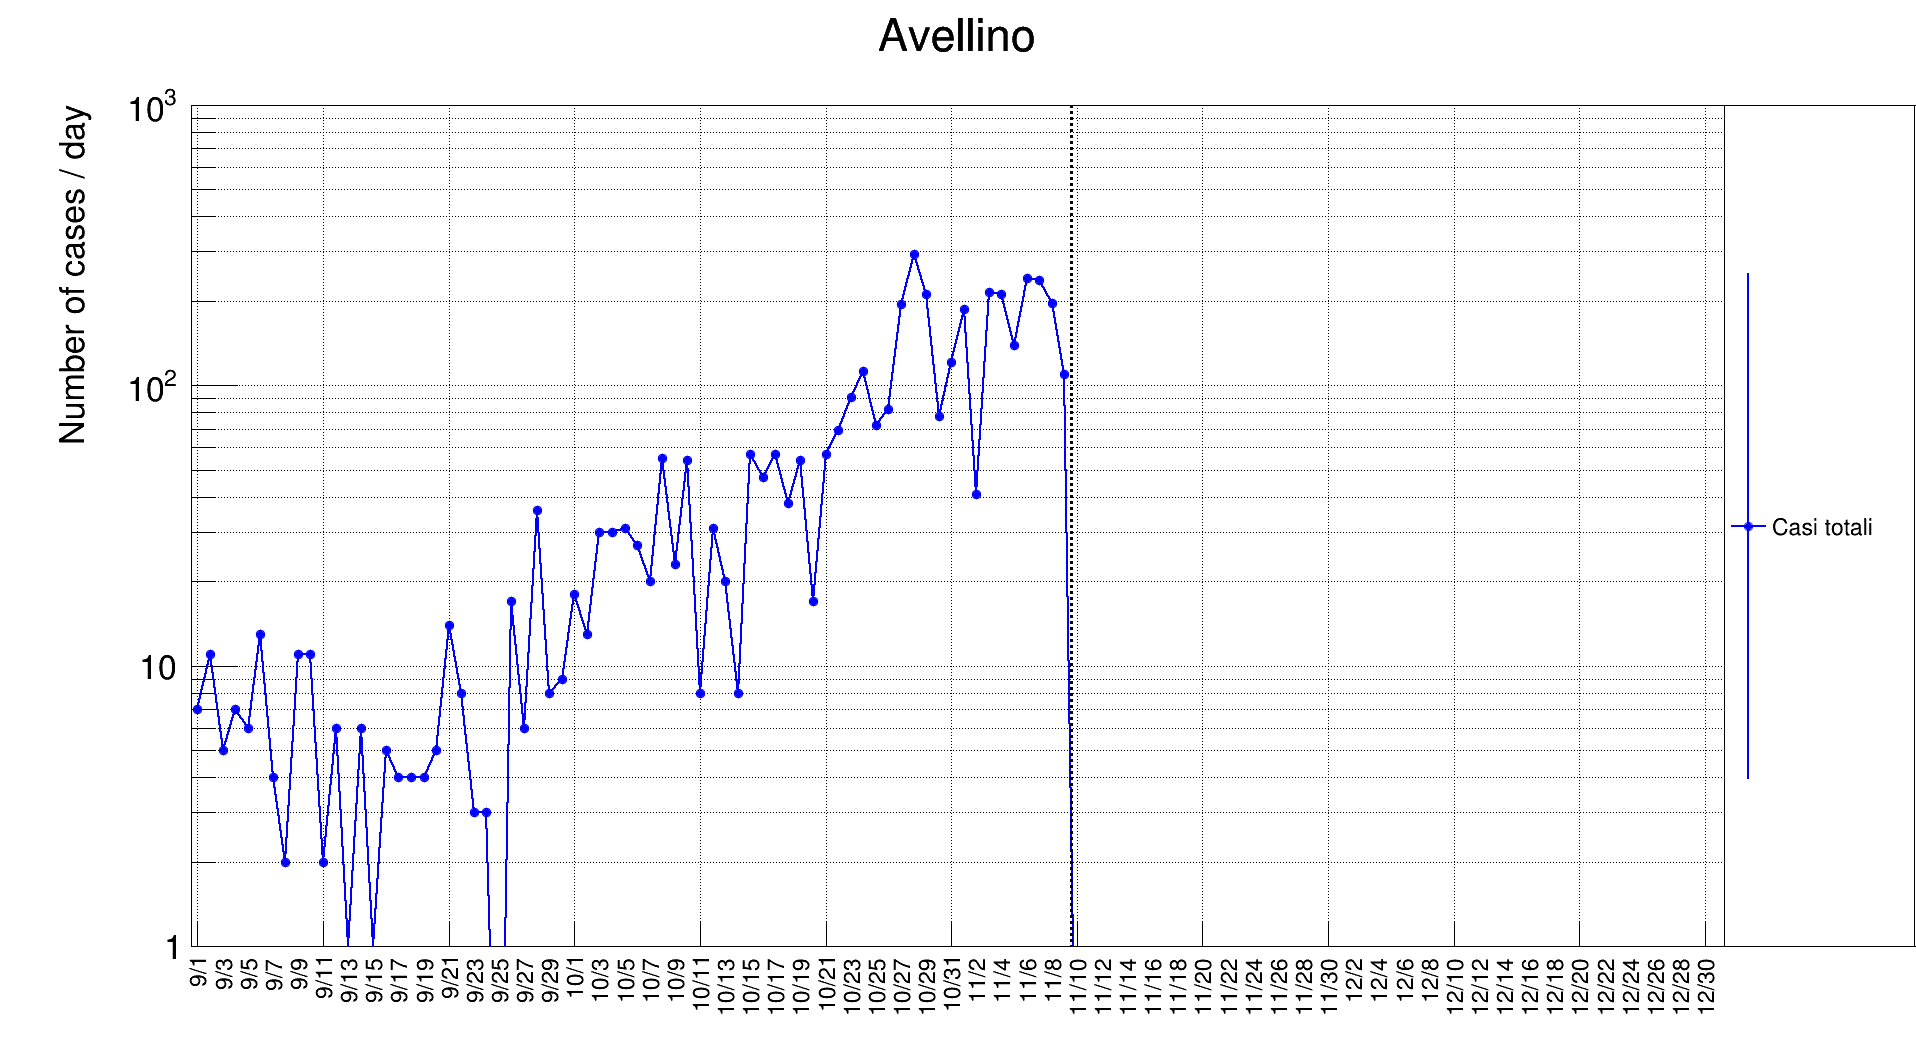 Avellino
Number of cases / day
10³
10²
10
1
Casi totali
9/1 9/3 9/5 9/7 9/9 9/11 9/13 9/15 9/17 9/19 9/21 9/23 9/25 9/27 9/29 10/1 10/3 10/5 10/7 10/9 10/11 10/13 10/15 10/17 10/19 10/21 10/23 10/25 10/27 10/29 10/31 11/2 11/4 11/6 11/8 11/10 11/12 11/14 11/16 11/18 11/20 11/22 11/24 11/26 11/28 11/30 12/2 12/4 12/6 12/8 12/10 12/12 12/14 12/16 12/18 12/20 12/22 12/24 12/26 12/28 12/30